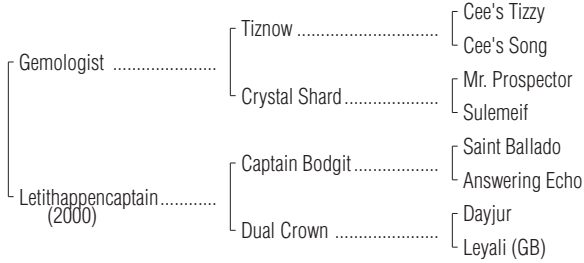 Cee's Tizzy
Tiznow ................................
Cee's Song
Gemologist .......................
Mr. Prospector
Crystal Shard .....................
Sulemeif
Saint Ballado
Captain Bodgit ...................
Answering Echo
Letithappencaptain ............
(2000)
Dayjur
Dual Crown .......................
Leyali (GB)